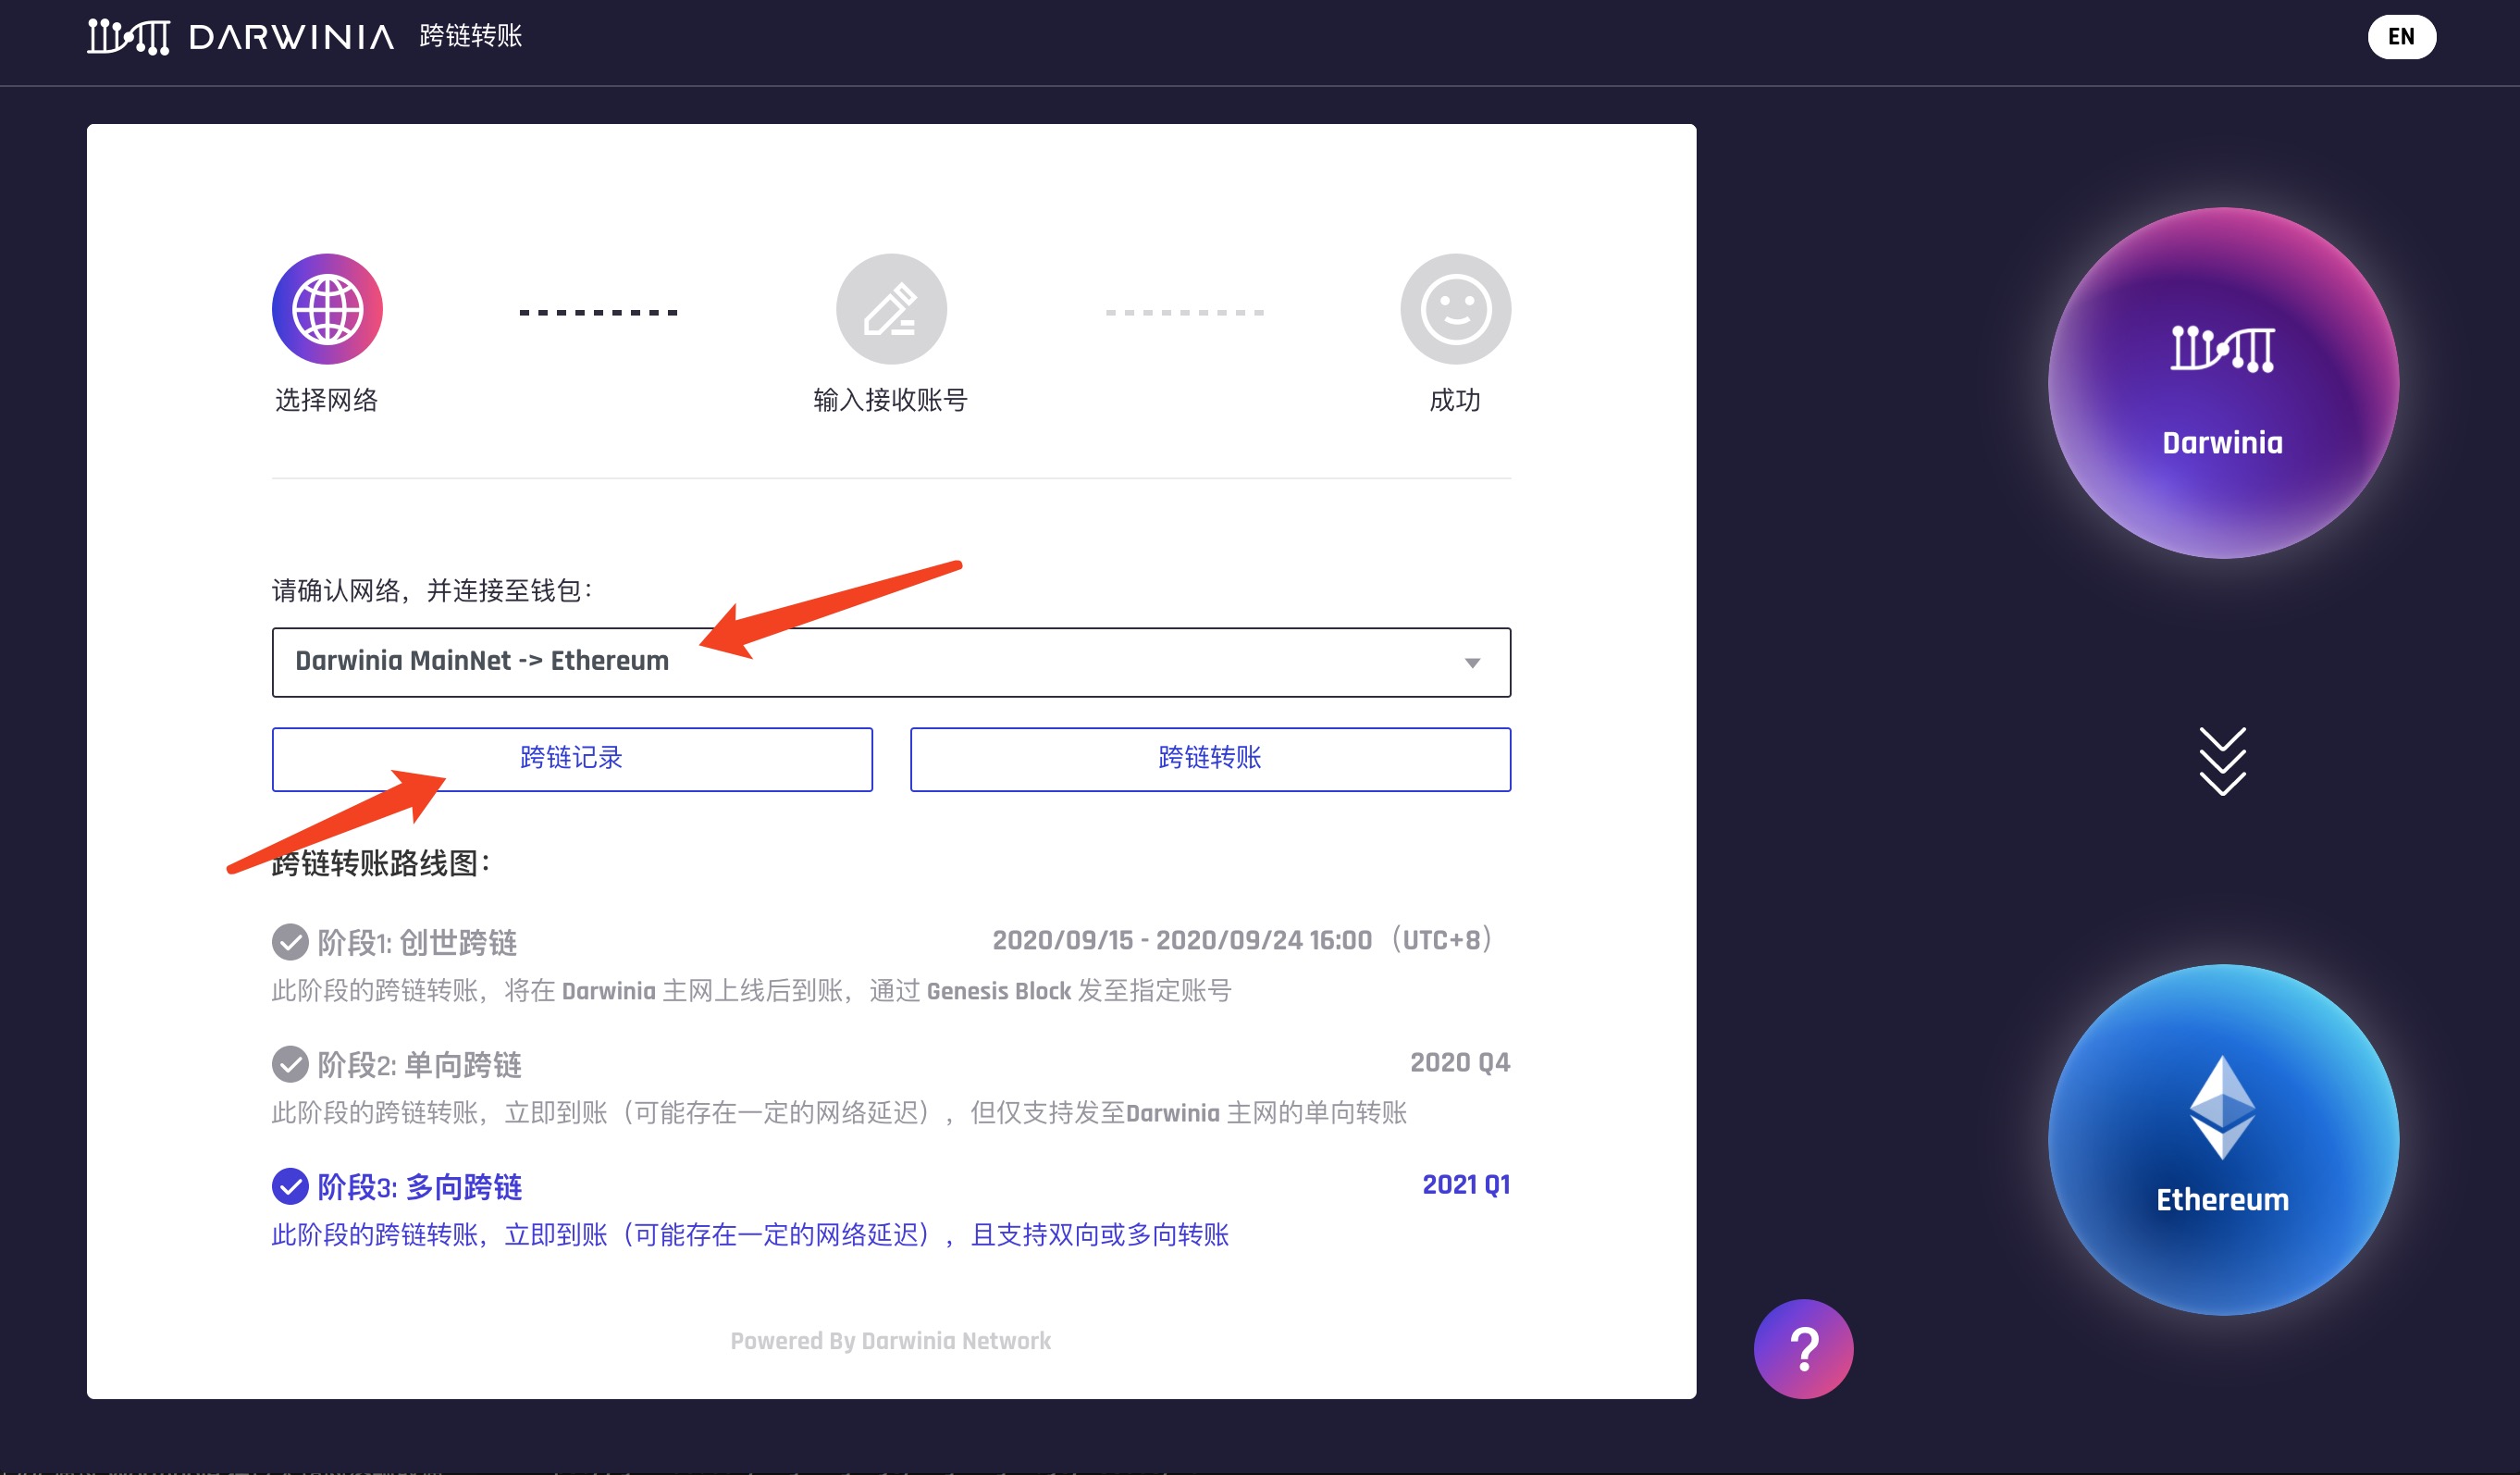 DARWINIA 跨链转账
EN
选择网络
输入接收账号
成功
请确认网络，并连接至钱包：
Darwinia MainNet -> Ethereum
跨链记录
跨链转账
跨链转账路线图：
阶段1: 创世跨链
2020/09/15 - 2020/09/24 16:00（UTC+8）
此阶段的跨链转账，将在 Darwinia 主网上线后到账，通过 Genesis Block 发至指定账号
阶段2: 单向跨链
2020 Q4
此阶段的跨链转账，立即到账（可能存在一定的网络延迟），但仅支持发至Darwinia 主网的单向转账
阶段3: 多向跨链
2021 Q1
此阶段的跨链转账，立即到账（可能存在一定的网络延迟），且支持双向或多向转账
Powered By Darwinia Network
Darwinia
Ethereum
?